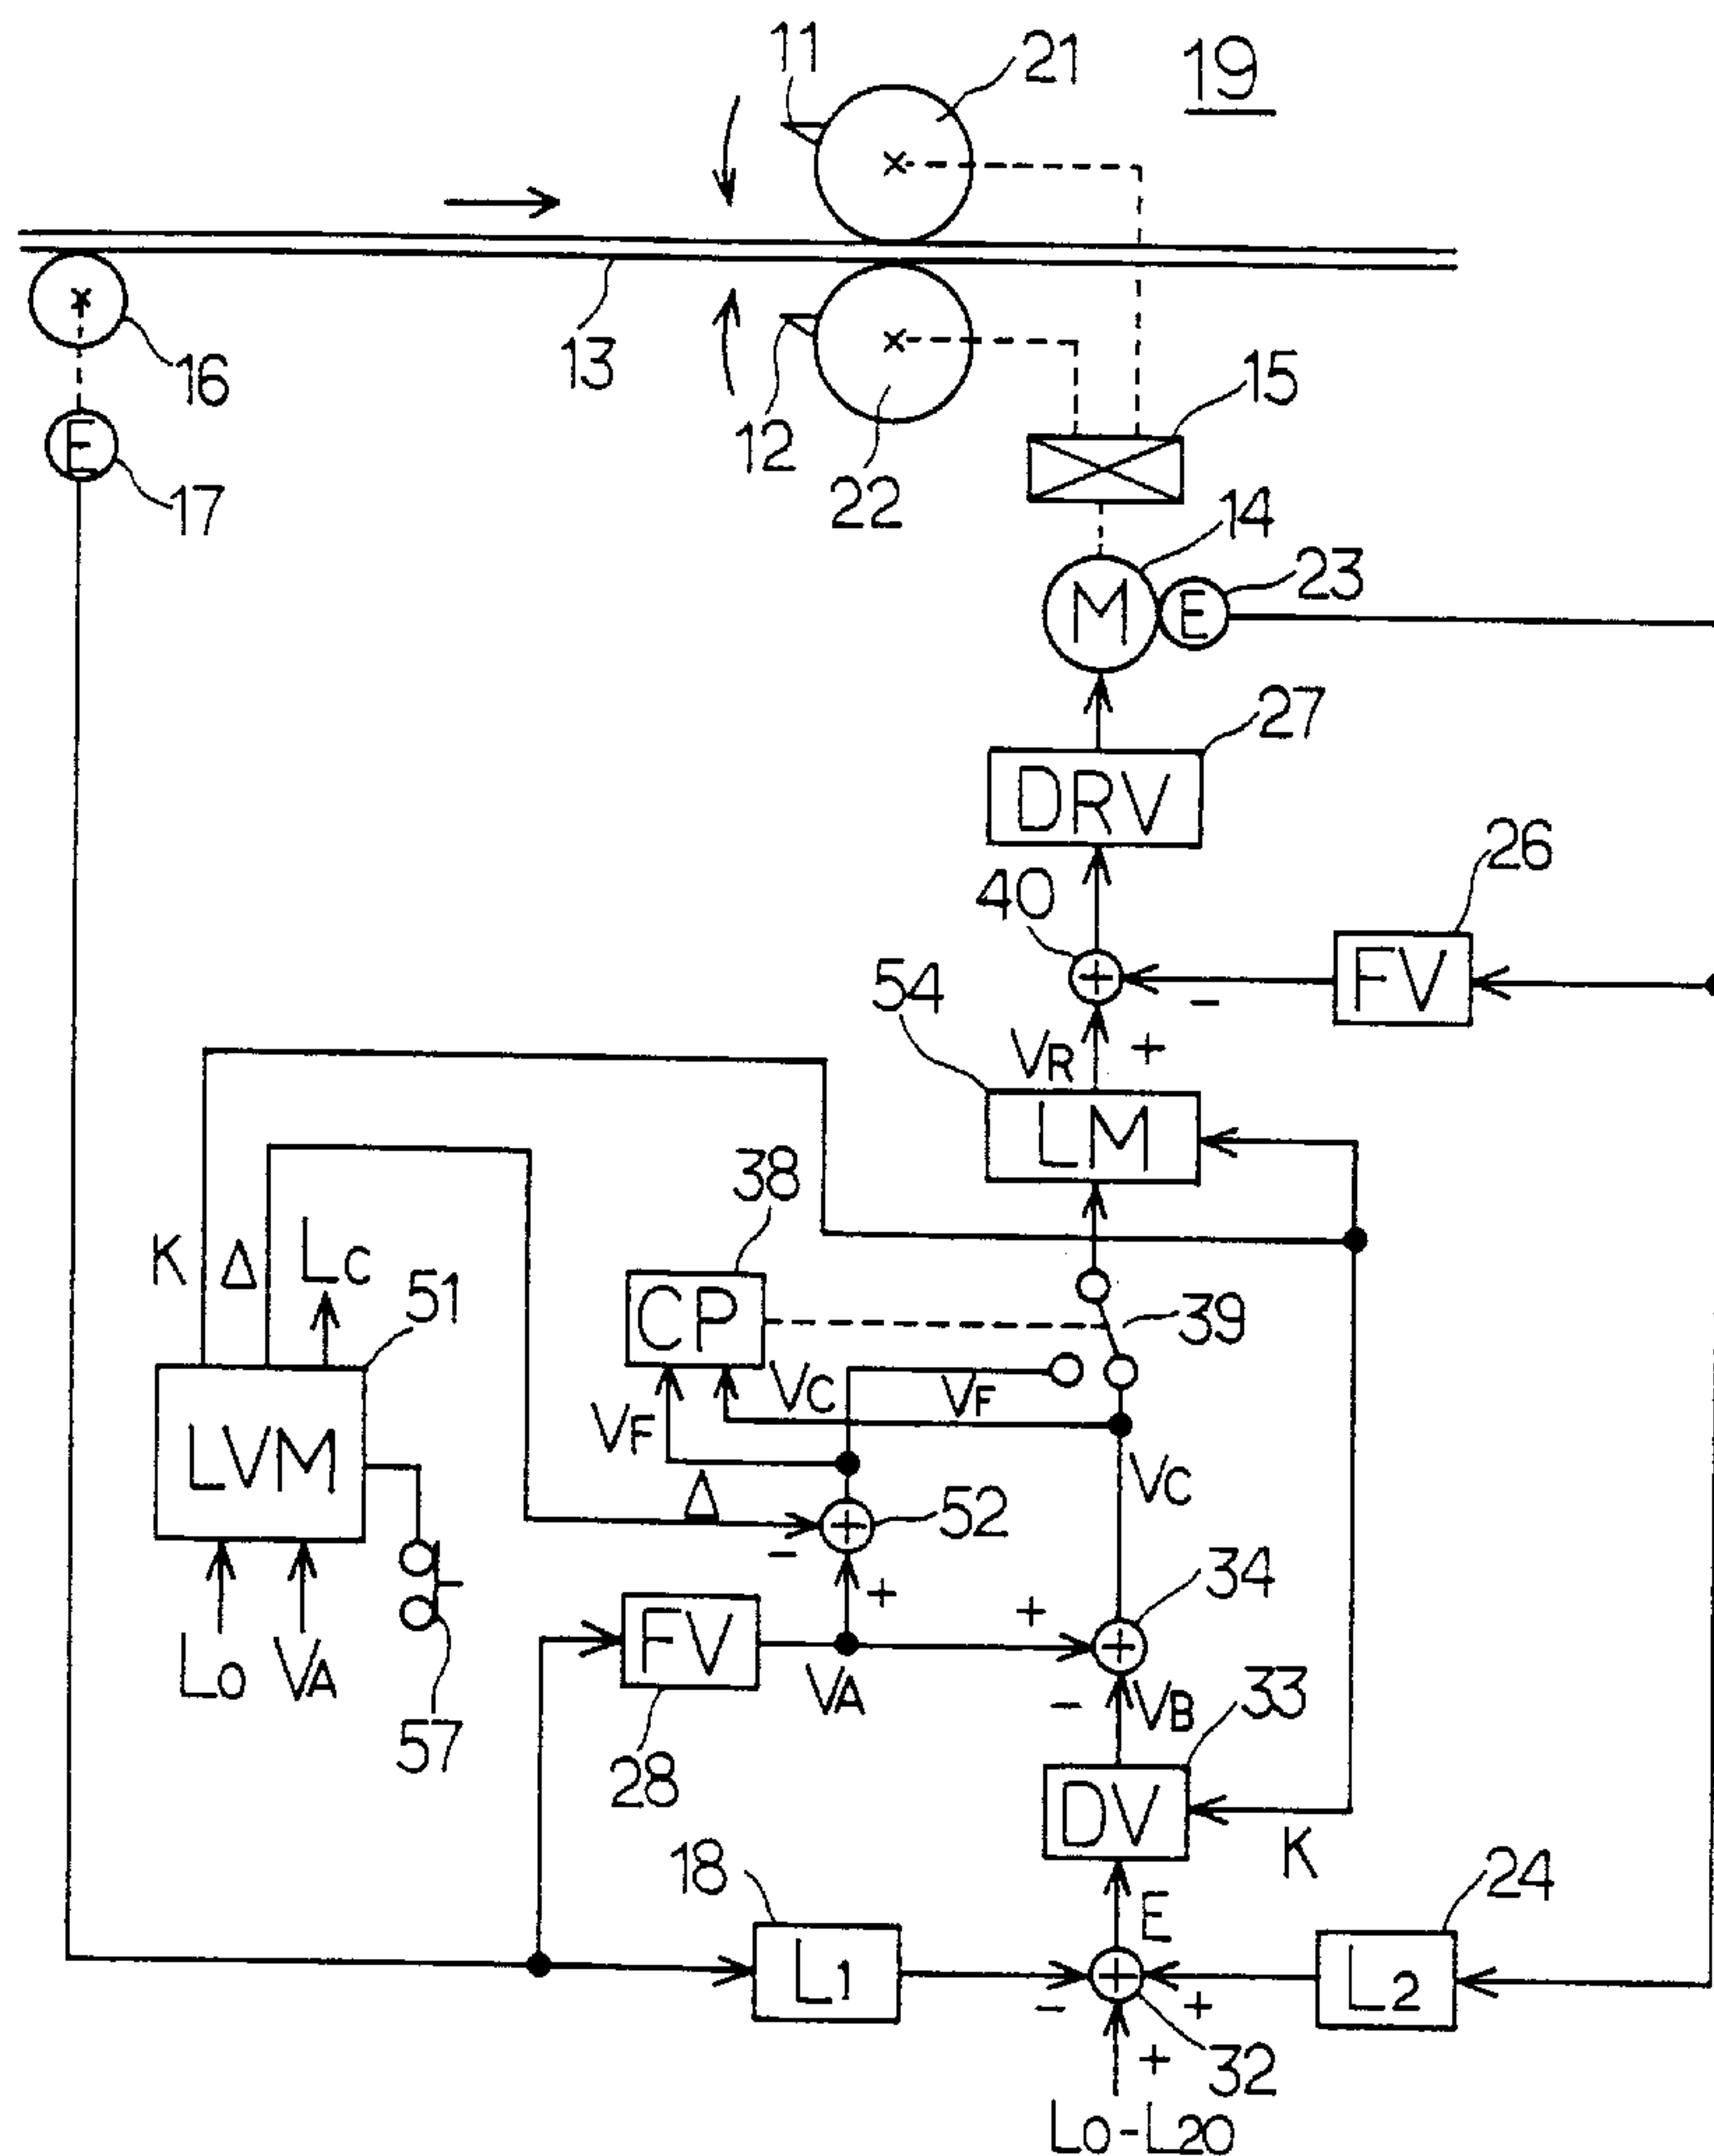 11
21
19
16
13
12
22
15
E
17
14
M
E
23
27
DRV
26
40
FV
54
-
VR
+
LM
38
K
Δ
LC
51
CP
39
VC
VF
VF
LVM
Δ
VC
52
-
34
+
+
FV
L0
VA
VA
-
VB
33
57
28
DV
K
18
E
24
L1
L2
-
+
+
32
L0-L20